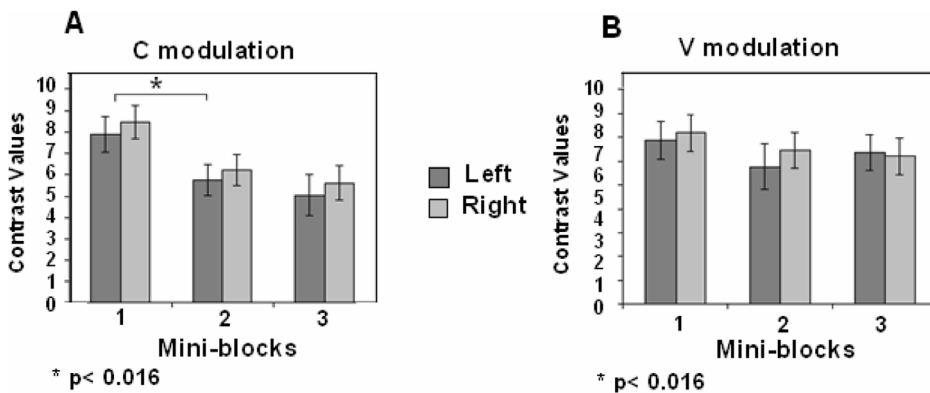 A
C modulation
Contrast Values
10
9
8
7
6
5
4
3
2
1
0
*
1 2 3
Mini-blocks
* p< 0.016
Left
Right
B
V modulation
Contrast Values
10
9
8
7
6
5
4
3
2
1
0
1 2 3
Mini-blocks
* p< 0.016